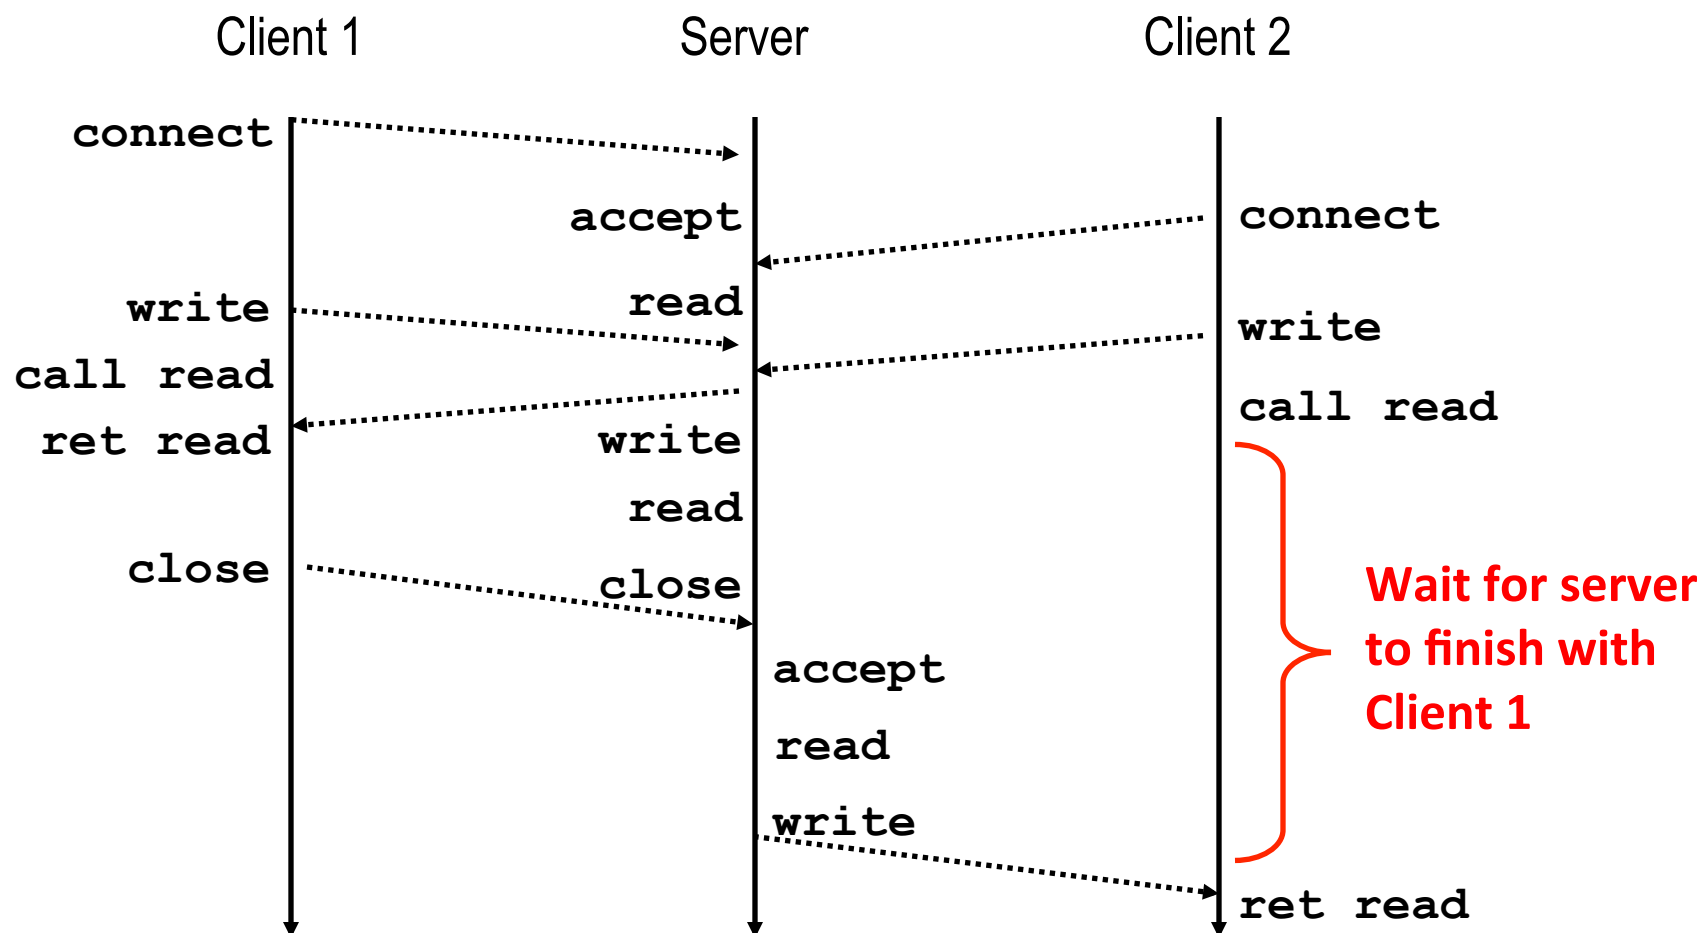 Client 1
Server
Client 2
connect
accept
connect
write
read
write
call read
call read
ret read
write
read
close
close
Wait for server
to finish with
Client 1
accept
read
write
ret read